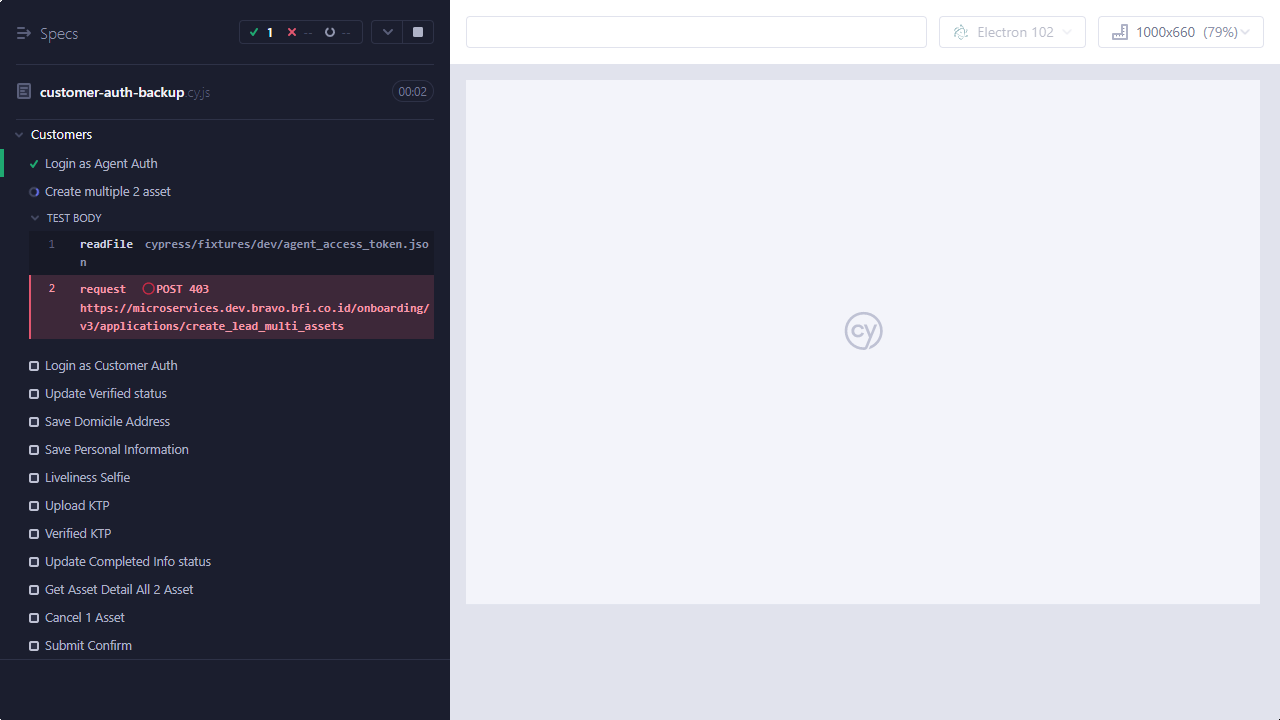 Specs
1
--
--
Electron 102
1000x660 (79%)
customer-auth-backup.cy.js
00:02
Customers
Login as Agent Auth
Create multiple 2 asset
TEST BODY
1 readFile cypress/fixtures/dev/agent_access_token.jso
n
2 request POST 403
https://microservices.dev.bravo.bfi.co.id/onboarding/
v3/applications/create_lead_multi_assets
Login as Customer Auth
Update Verified status
Save Domicile Address
Save Personal Information
Liveliness Selfie
Upload KTP
Verified KTP
Update Completed Info status
Get Asset Detail All 2 Asset
Cancel 1 Asset
Submit Confirm
cy